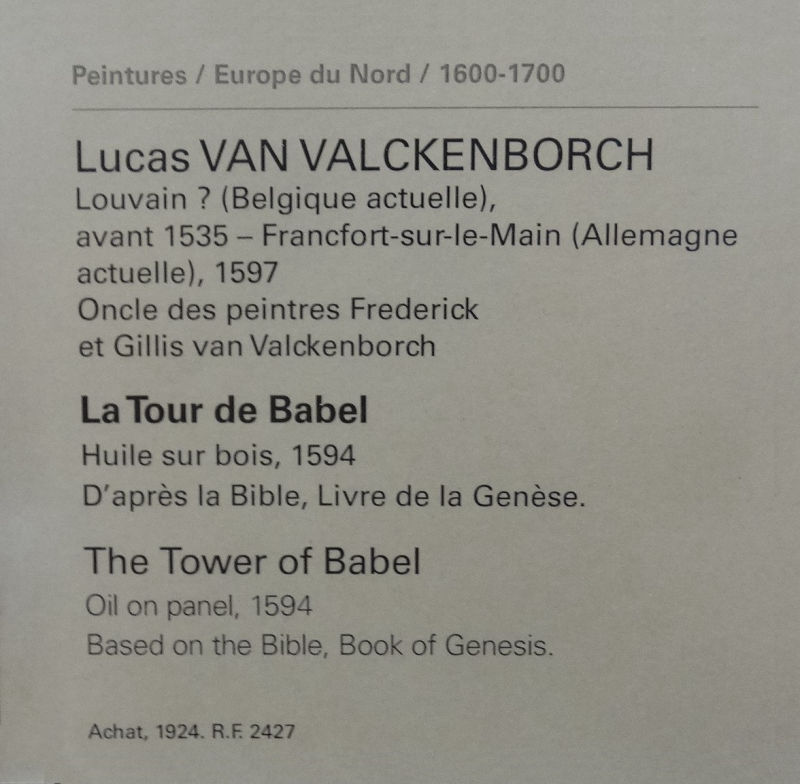 Peintures / Europe du Nord / 1600-1700
Lucas VAN VALCKENBORCH
Louvain ? (Belgique actuelle),
avant 1535 – Francfort-sur-le-Main (Allemagne
actuelle), 1597
Oncle des peintres Frederick
et Gillis van Valckenborch
La Tour de Babel
Huile sur bois, 1594
D'après la Bible, Livre de la Genèse.
The Tower of Babel
Oil on panel, 1594
Based on the Bible, Book of Genesis.
Achat, 1924. R.F. 2427